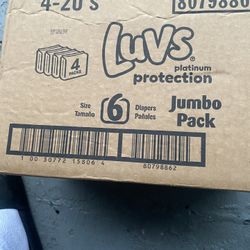 4-20's
4
PACKS
Luvs®
platinum
protection
Size
Tamaño
6
Diapers
Pañales
Jumbo
Pack
1 00 30772 15806 4
80798862